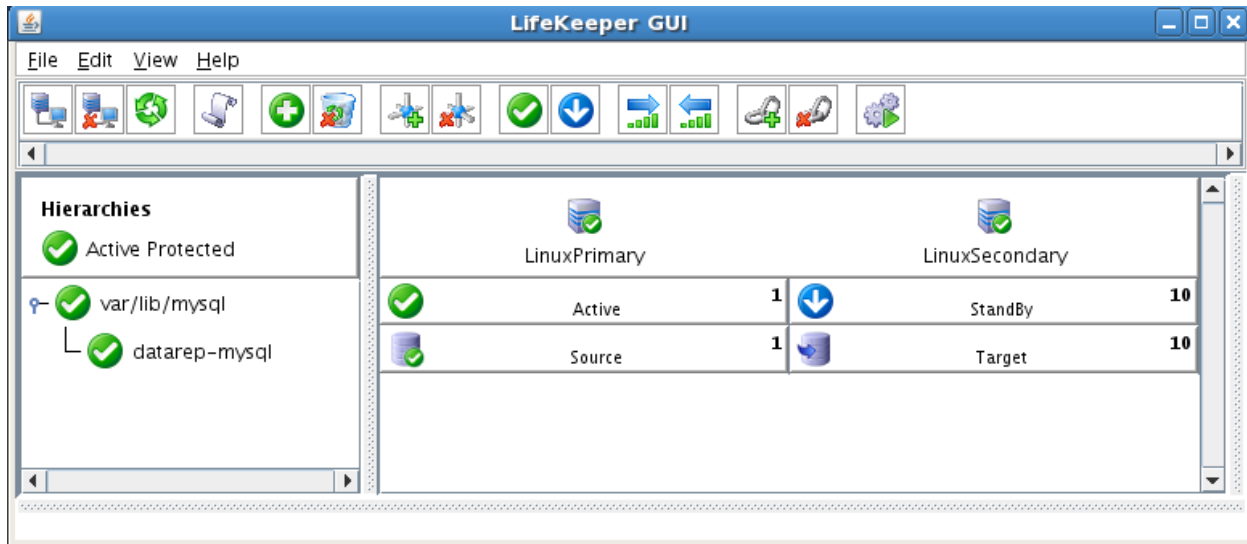 LifeKeeper GUI
File Edit View Help
Hierarchies
Active Protected
LinuxPrimary LinuxSecondary
var/lib/mysql Active 1 StandBy 10
datarep-mysql Source 1 Target 10